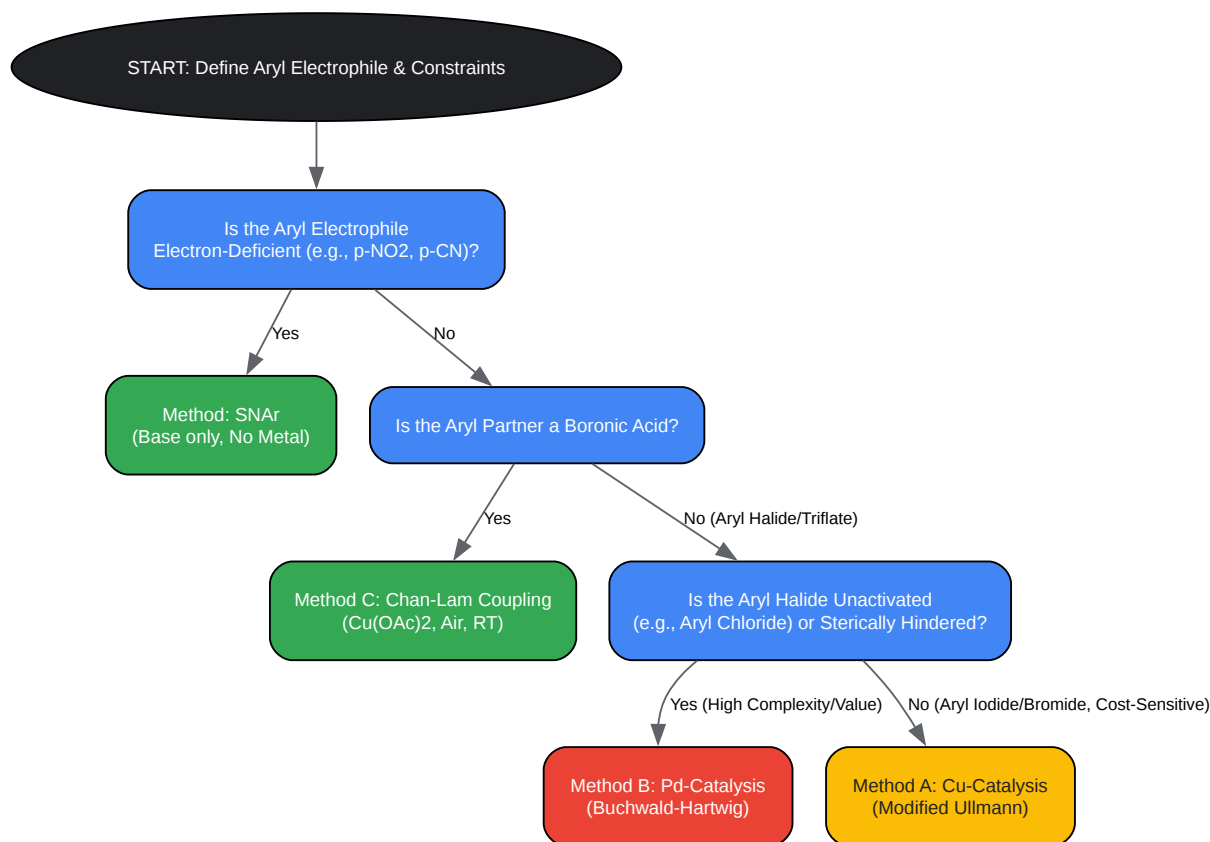 START: Define Aryl Electrophile & Constraints
Is the Aryl Electrophile
Electron-Deficient (e.g., p-NO2, p-CN)?
Yes
No
Method: SNAr
(Base only, No Metal)
Is the Aryl Partner a Boronic Acid?
Yes
No (Aryl Halide/Triflate)
Method C: Chan-Lam Coupling
(Cu(OAc)2, Air, RT)
Is the Aryl Halide Unactivated
(e.g., Aryl Chloride) or Sterically Hindered?
Yes (High Complexity/Value)
No (Aryl Iodide/Bromide, Cost-Sensitive)
Method B: Pd-Catalysis
(Buchwald-Hartwig)
Method A: Cu-Catalysis
(Modified Ullmann)